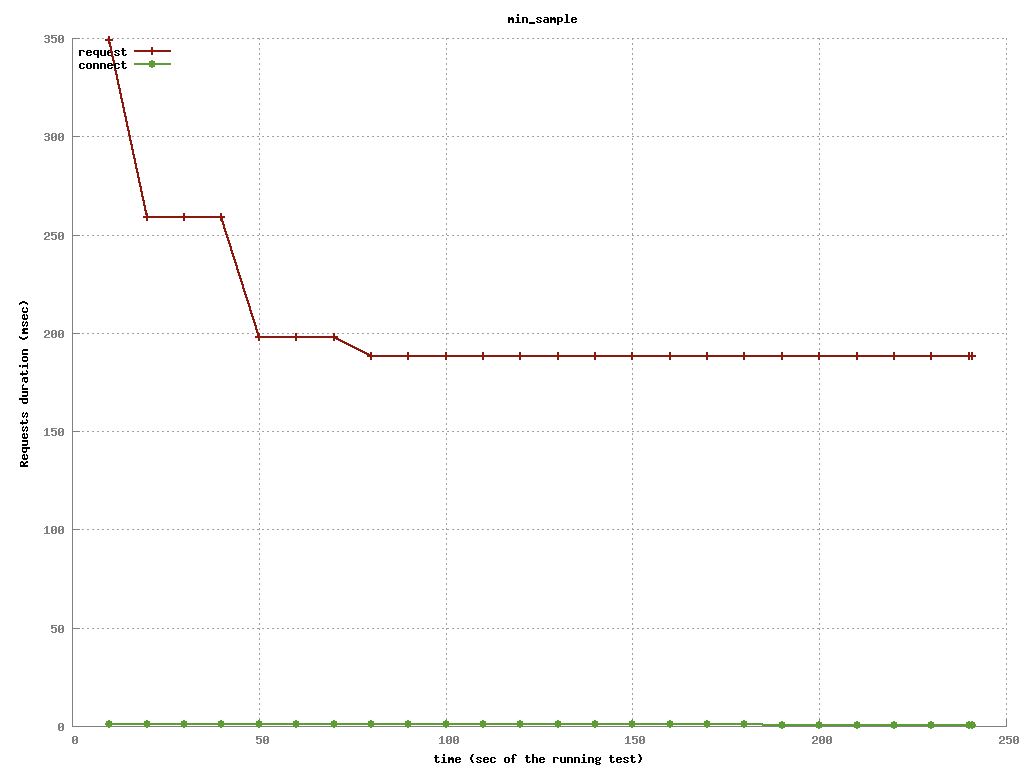 min_sample
350
request
connect
300
250
200
150
100
50
0
Requests duration (msec)
0 50 100 150 200 250
time (sec of the running test)